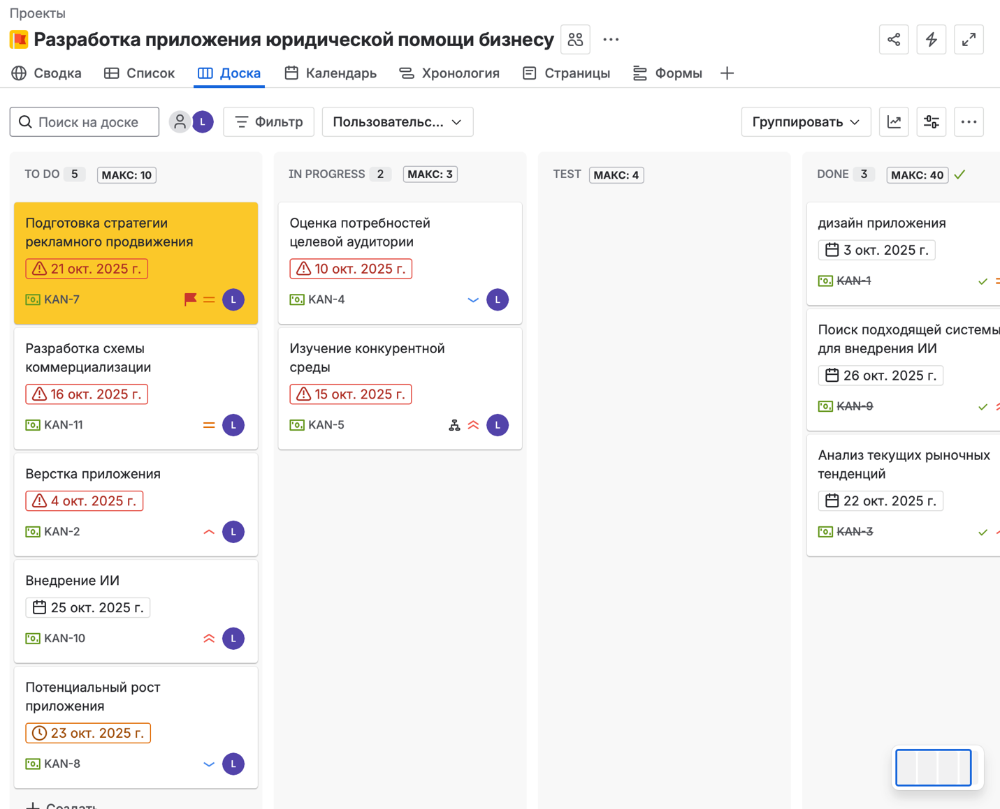 Проекты
Разработка приложения юридической помощи бизнесу
Сводка Список Доска Календарь Хронология Страницы Формы
Поиск на доске L Фильтр Пользовательс... Группировать
TO DO 5 МАКС: 10
Подготовка стратегии
рекламного продвижения
21 окт. 2025 г.
KAN-7 L
Разработка схемы
коммерциализации
16 окт. 2025 г.
KAN-11 L
Верстка приложения
4 окт. 2025 г.
KAN-2 L
Внедрение ИИ
25 окт. 2025 г.
KAN-10 L
Потенциальный рост
приложения
23 окт. 2025 г.
KAN-8 L
Создать
IN PROGRESS 2 МАКС: 3
Оценка потребностей
целевой аудитории
10 окт. 2025 г.
KAN-4 L
Изучение конкурентной
среды
15 окт. 2025 г.
KAN-5 L
TEST МАКС: 4
DONE 3 МАКС: 40
дизайн приложения
3 окт. 2025 г.
KAN-1
Поиск подходящей системы
для внедрения ИИ
26 окт. 2025 г.
KAN-9
Анализ текущих рыночных
тенденций
22 окт. 2025 г.
KAN-3